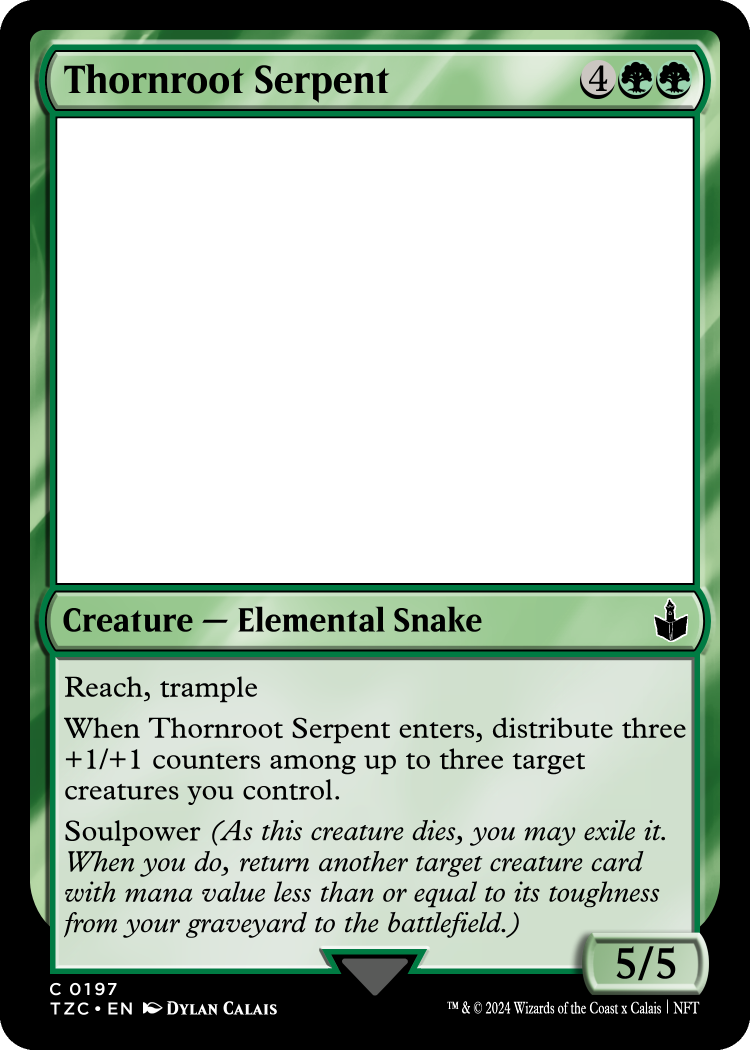 Thornroot Serpent 4
Creature — Elemental Snake
Reach, trample
When Thornroot Serpent enters, distribute three
+1/+1 counters among up to three target
creatures you control.
Soulpower (As this creature dies, you may exile it.
When you do, return another target creature card
with mana value less than or equal to its toughness
from your graveyard to the battlefield.)
5/5
C 0197
TZC • EN DYLAN CALAIS
™ & © 2024 Wizards of the Coast x Calais | NFT